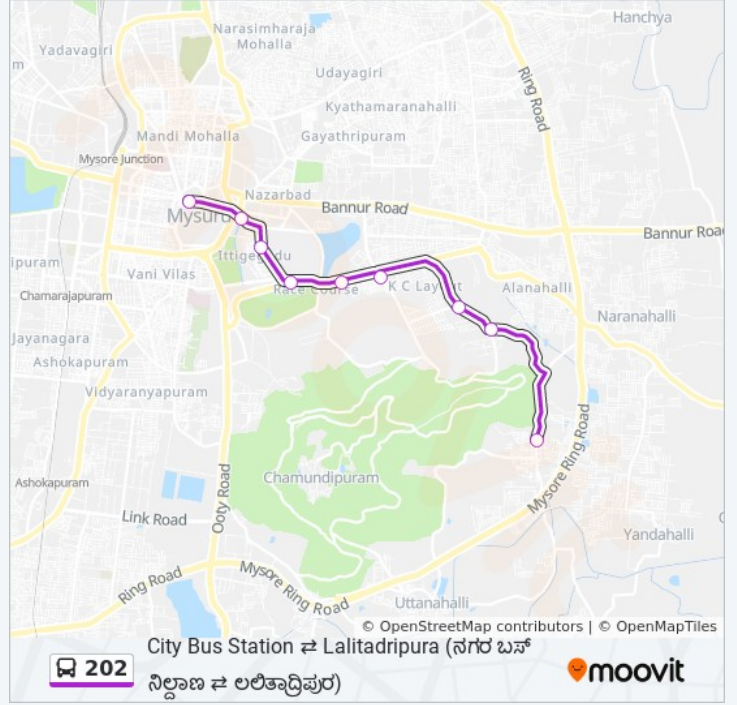 Hanchya
Narasimharaja
Mohalla
Yadavagiri
m
Udayagiri
Ring Road
Kyathamaranahalli
Mandi Mohalla
Gayathripuram
Mysore Junction
Nazarbad
Bannur Road
Mysuru
Bannur Roa
Ittigegudu
ipuram
Vani Vilas
Race Course
K C Layout
Alanahalli
Chamarajapuram
Naranahalli
Jayanagara
Ashokapuram
Vidyaranyapuram
Mysore Ring Road
Chamundipuram
Ashokapuram
Ooty Road
Link Road
Yandahalli
Ring Road
Mysore Ring Road
Uttanahalli
© OpenStreetMap contributors | © OpenMapTiles
202
City Bus Station ⇄ Lalitadripura (ನಗರ ಬಸ್
ನಿಲ್ದಾಣ ⇄ ಲಲಿತಾದ್ರಿಪುರ)
moovit